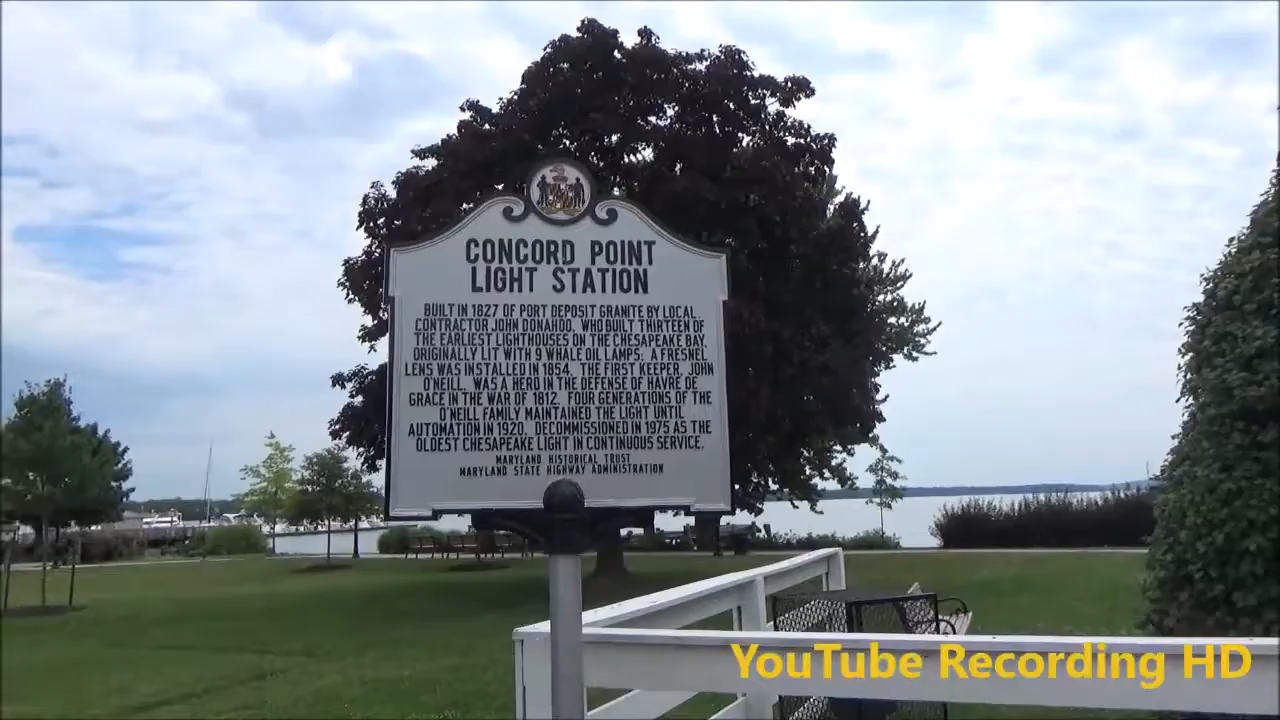 CONCORD POINT
LIGHT STATION
BUILT IN 1827 OF PORT DEPOSIT GRANITE BY LOCAL
CONTRACTOR JOHN DONAHOO, WHO BUILT THIRTEEN OF
THE EARLIEST LIGHTHOUSES ON THE CHESAPEAKE BAY.
ORIGINALLY LIT WITH 9 WHALE OIL LAMPS; A FRESNEL
LENS WAS INSTALLED IN 1854. THE FIRST KEEPER, JOHN
O'NEILL, WAS A HERO IN THE DEFENSE OF HAVRE DE
GRACE IN THE WAR OF 1812. FOUR GENERATIONS OF THE
O'NEILL FAMILY MAINTAINED THE LIGHT UNTIL
AUTOMATION IN 1920. DECOMMISSIONED IN 1975 AS THE
OLDEST CHESAPEAKE LIGHT IN CONTINUOUS SERVICE.
MARYLAND HISTORICAL TRUST
MARYLAND STATE HIGHWAY ADMINISTRATION
YouTube Recording HD